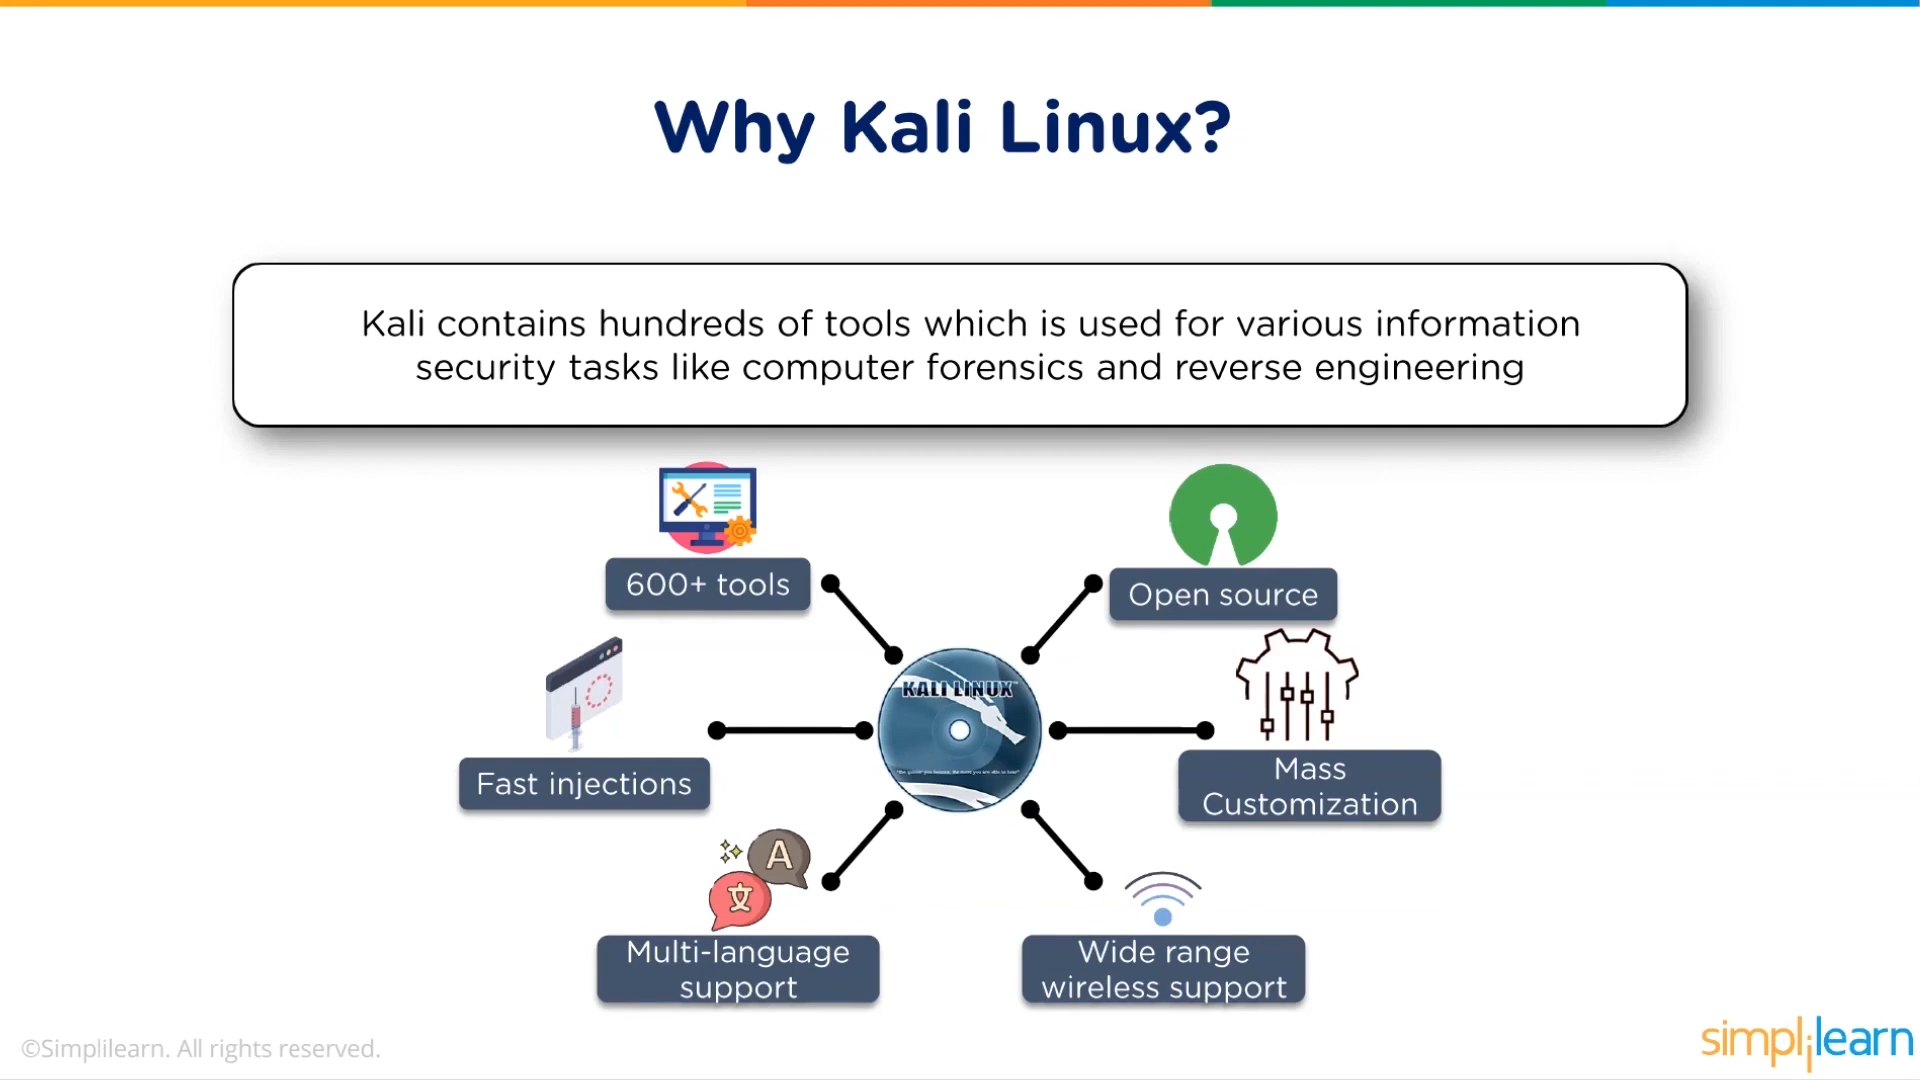 Why Kali Linux?
Kali contains hundreds of tools which is used for various information
security tasks like computer forensics and reverse engineering
600+ tools
Open source
KALI LINUX
Fast injections
Mass
Customization
A
文
Multi-language
support
Wide range
wireless support
©Simplilearn. All rights reserved.
simplilearn